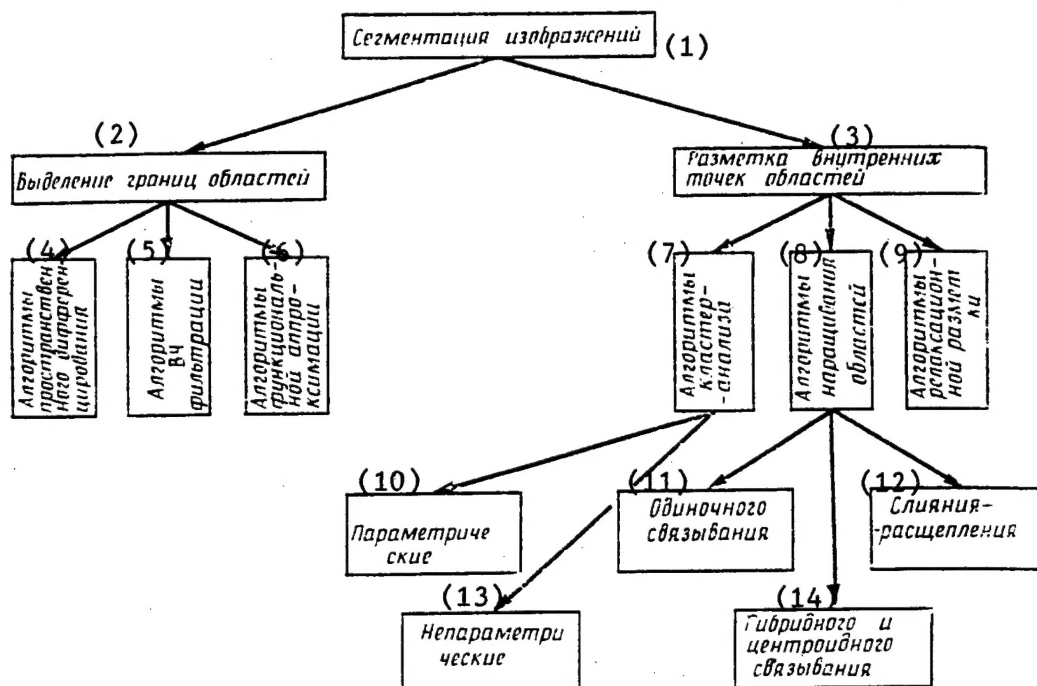 Сегментация изображений
(1)
(2)
Выделение границ областей
(3)
Разметка внутренних
точек областей
(4)
Алгоритмы
пространствен
ного дифферен
цирования
(5)
Алгоритмы
ВЧ
фильтрации
(6)
Алгоритмы
функциональ-
ной аппро-
ксимации
(7)
Алгоритмы
кластер-
-анализа
(8)
Алгоритмы
наращивания
областей
(9)
Алгоритмы
релаксацион-
ной размет
ки
(10)
Параметриче
ские
(11)
Одиночного
связывания
(12)
Слияния-
-расщепления
(13)
Непараметри
ческие
(14)
Гибридного и
центроидного
связывания